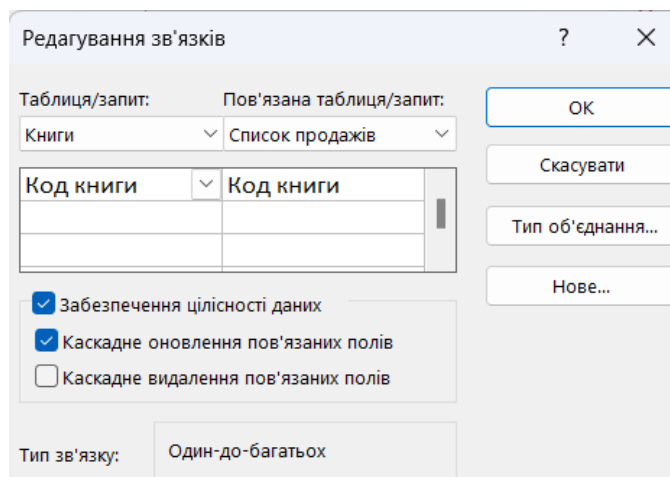 Редагування зв'язків ?
Таблиця/запит: Пов'язана таблиця/запит:
Книги Список продажів
Код книги Код книги
Забезпечення цілісності даних
Каскадне оновлення пов'язаних полів
Каскадне видалення пов'язаних полів
Тип зв'язку: Один-до-багатьох
ОК
Скасувати
Тип об'єднання...
Нове...